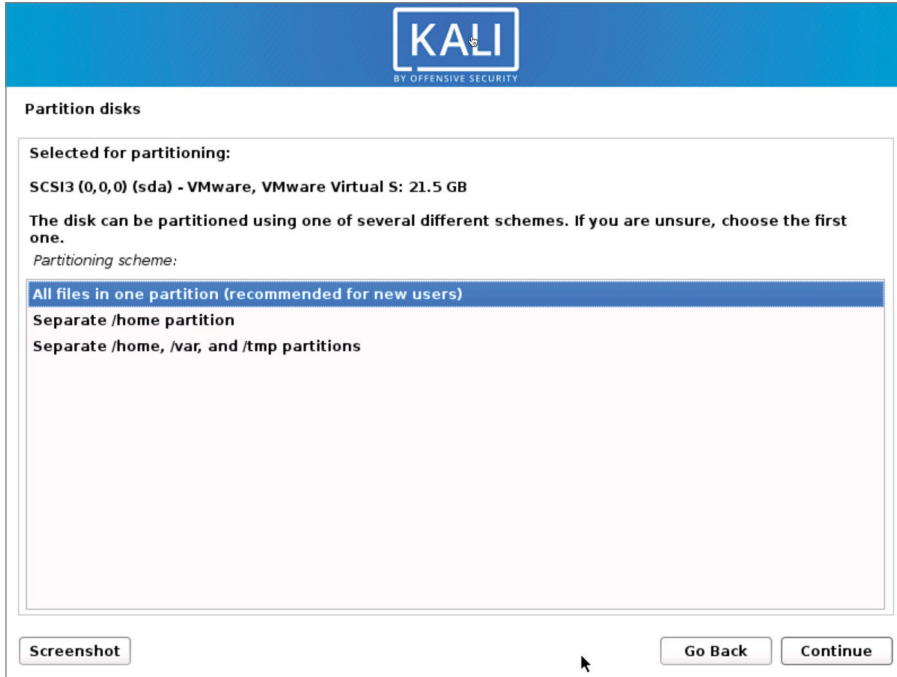 KALI
BY OFFENSIVE SECURITY
Partition disks
Selected for partitioning:
SCSI3 (0,0,0) (sda) - VMware, VMware Virtual S: 21.5 GB
The disk can be partitioned using one of several different schemes. If you are unsure, choose the first
one.
Partitioning scheme:
All files in one partition (recommended for new users)
Separate /home partition
Separate /home, /var, and /tmp partitions
Screenshot
Go Back
Continue